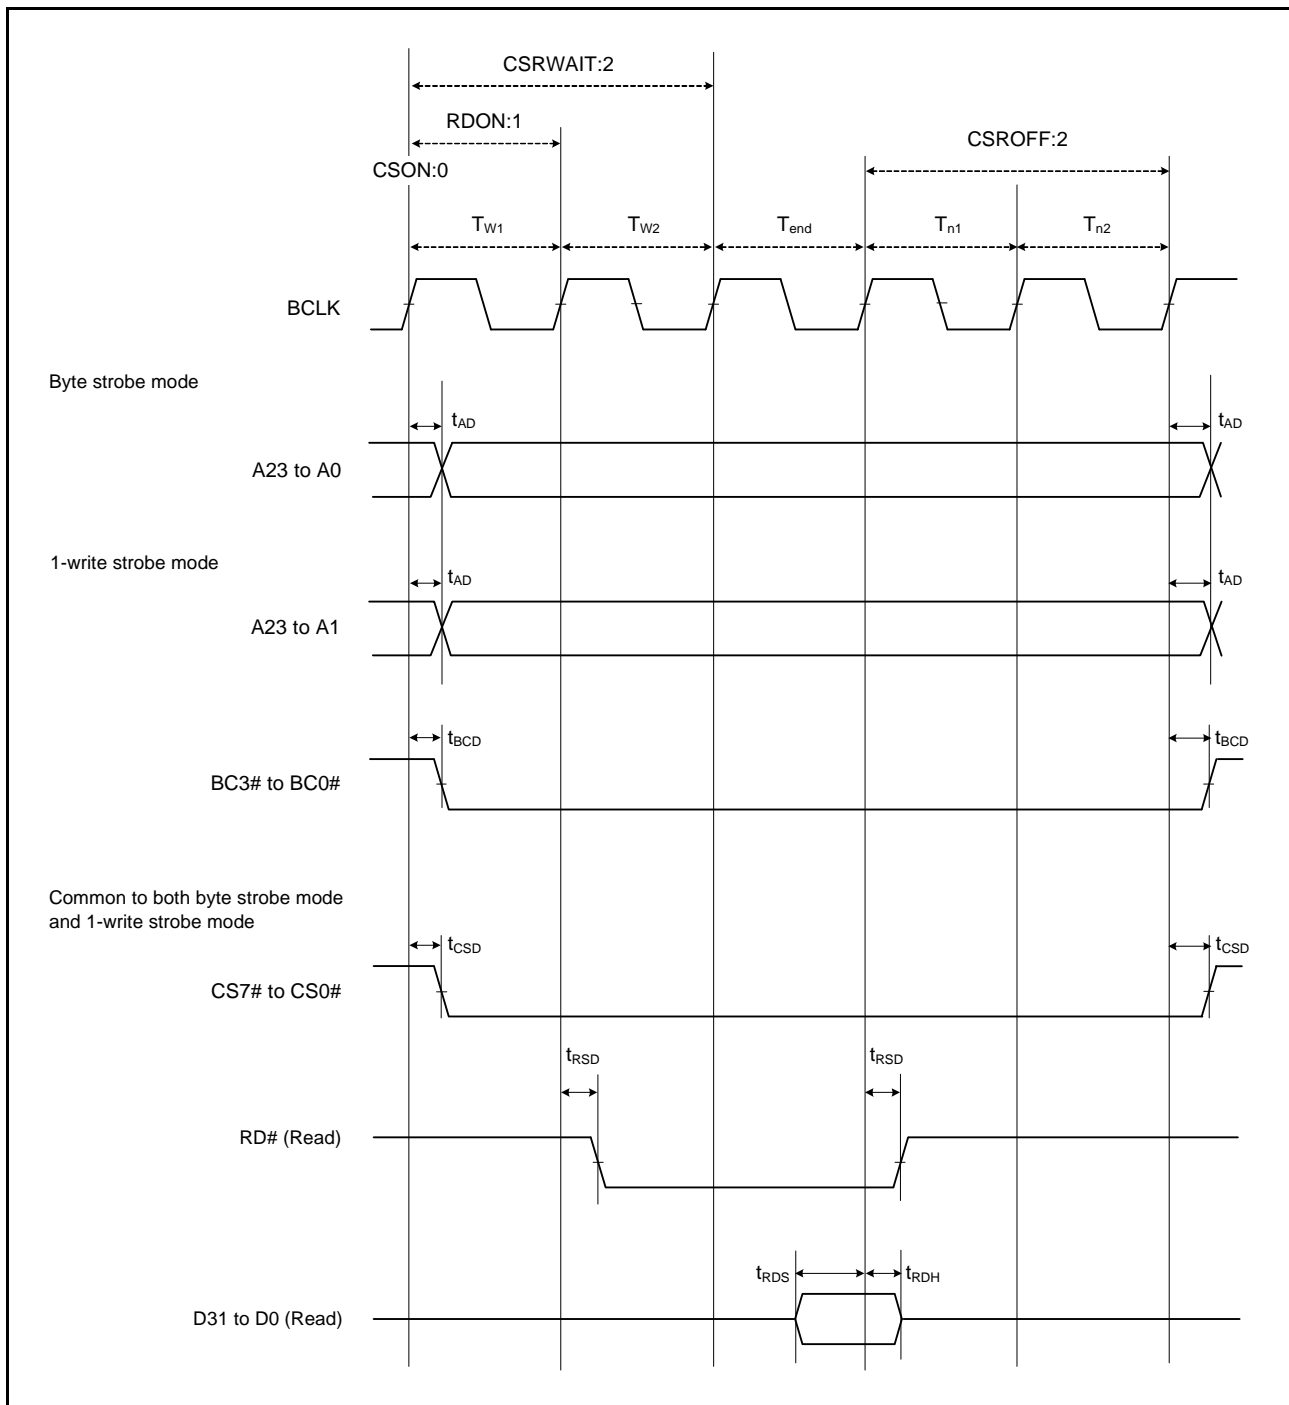 CSRWAIT:2
RDON:1
CSROFF:2
CSON:0
TW1
TW2
Tend
Tn1
Tn2
BCLK
Byte strobe mode
tAD
tAD
A23 to A0
1-write strobe mode
tAD
tAD
A23 to A1
tBCD
tBCD
BC3# to BC0#
Common to both byte strobe mode
and 1-write strobe mode
tCSD
tCSD
CS7# to CS0#
tRSD
tRSD
RD# (Read)
tRDS
tRDH
D31 to D0 (Read)